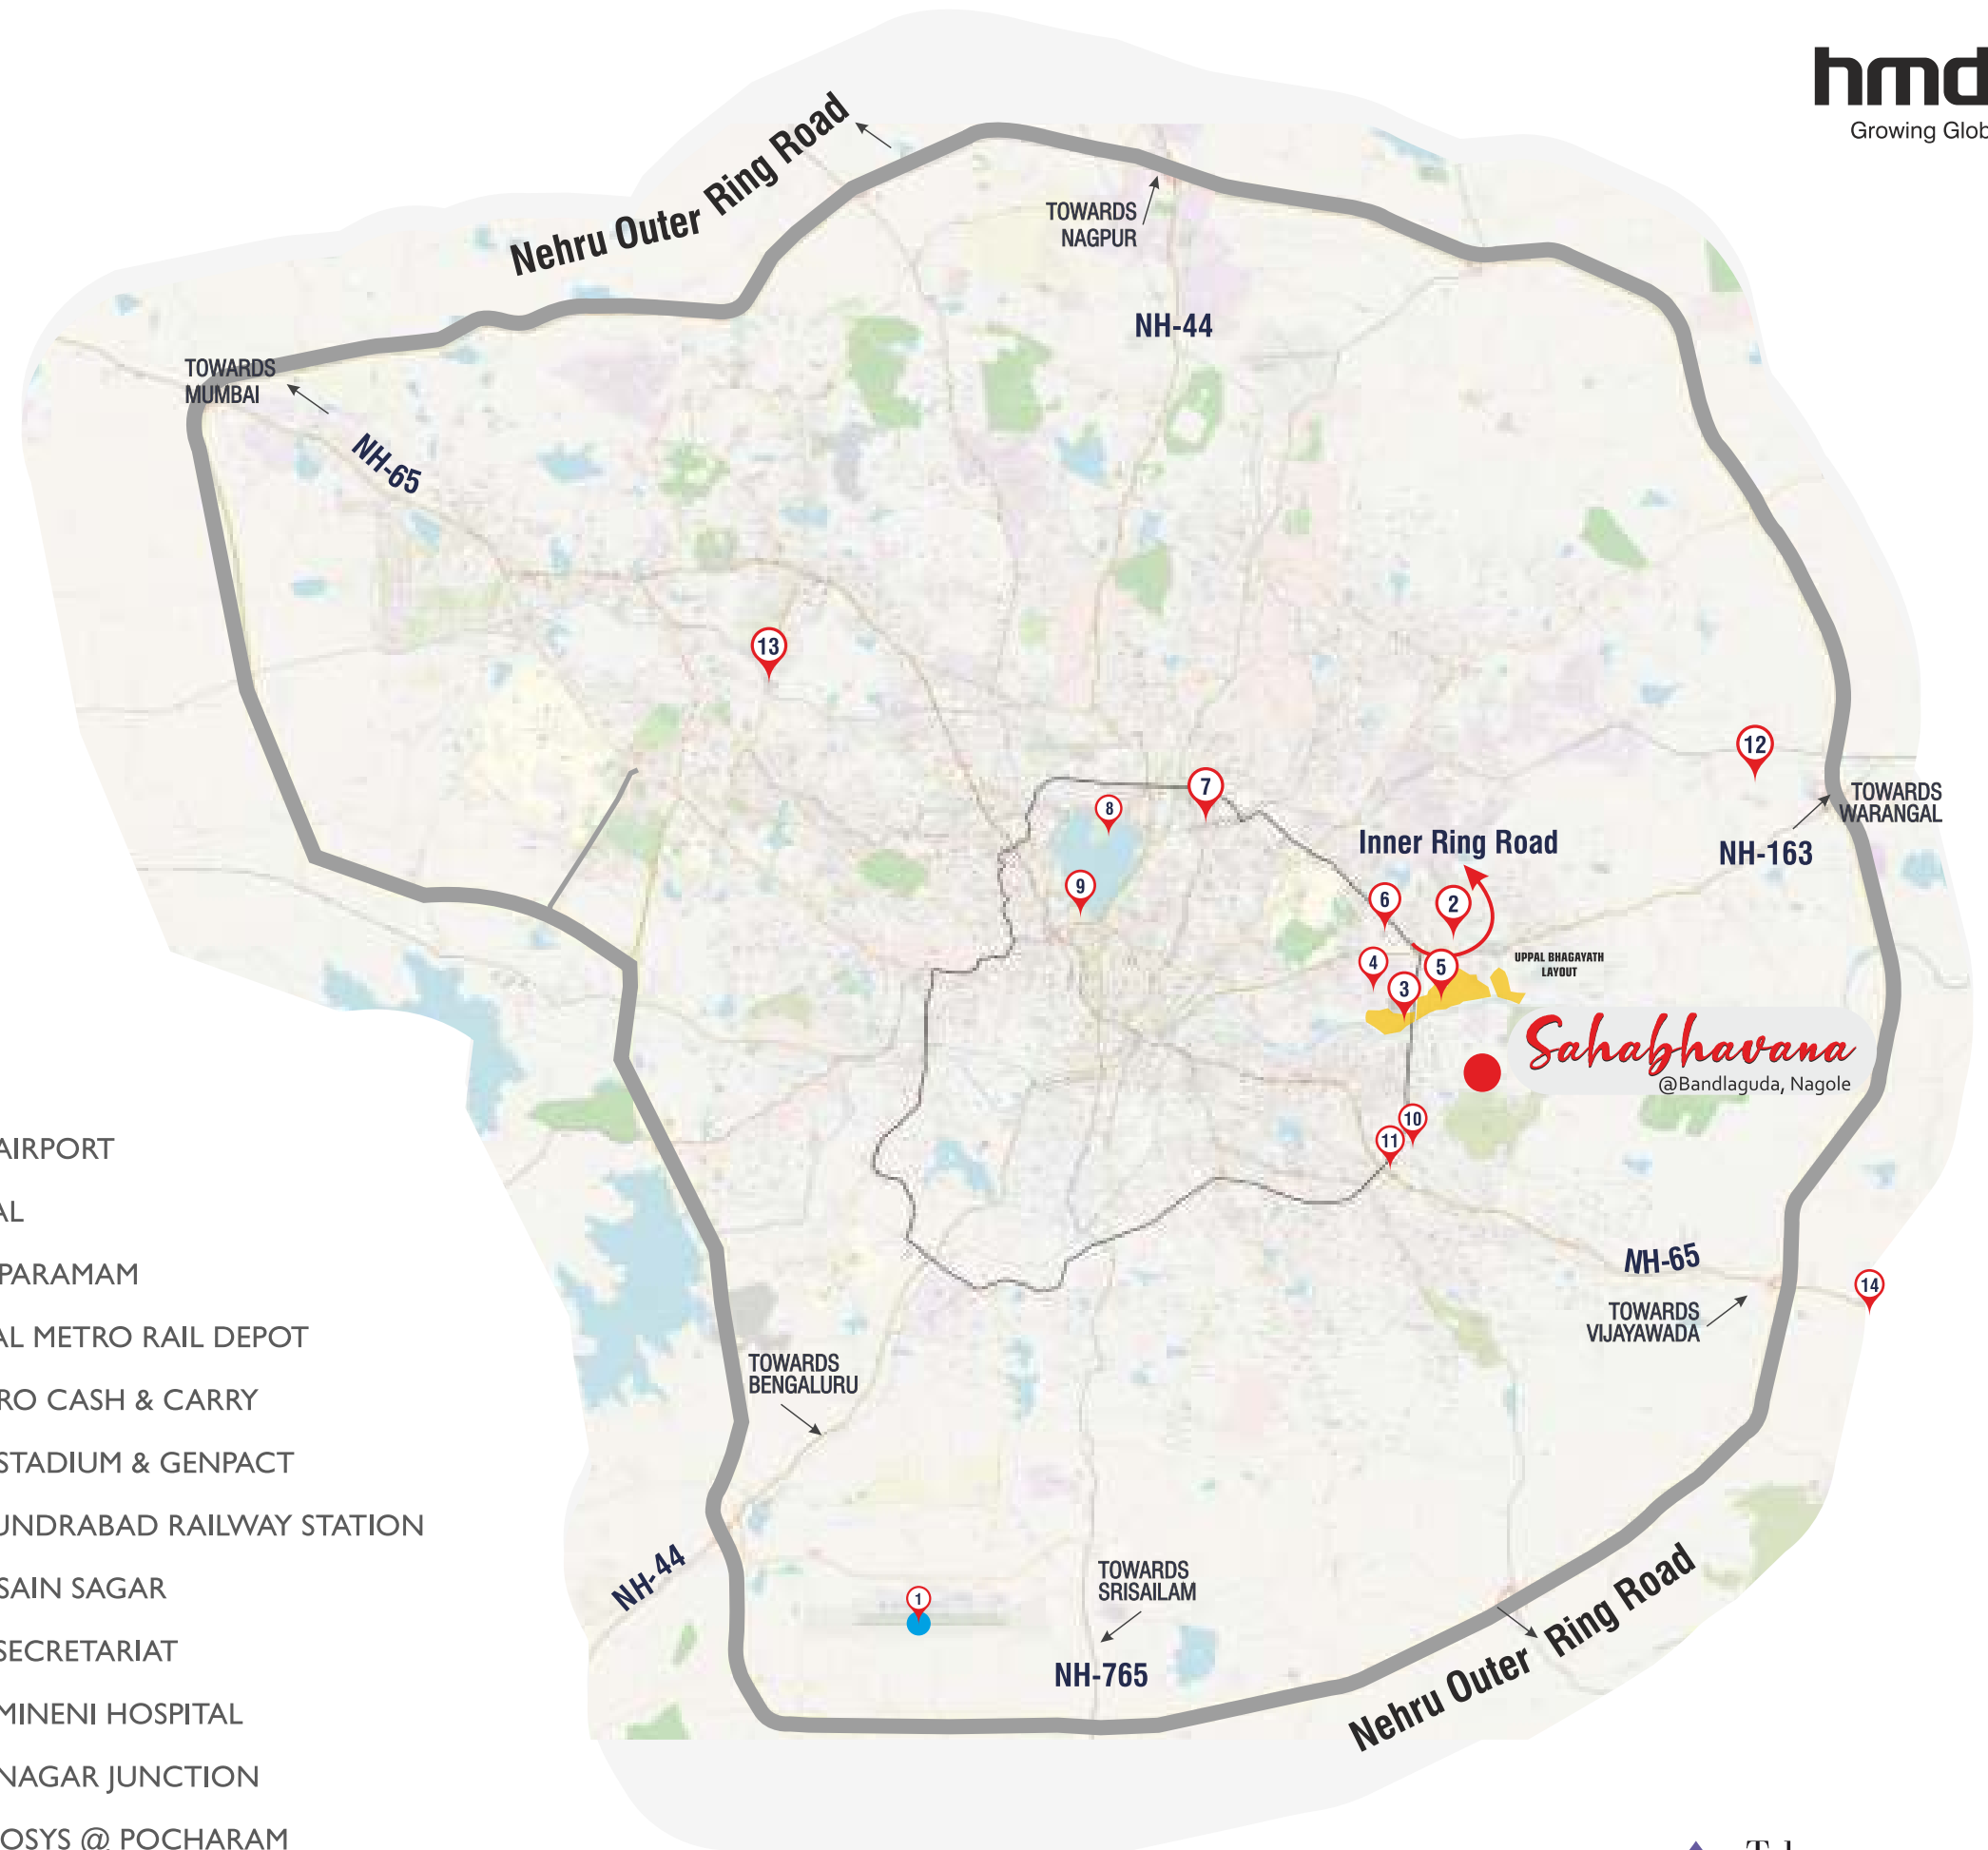 hmd
Growing Glob
Nehru Outer Ring Road
TOWARDS
NAGPUR
NH-44
TOWARDS
MUMBAI
NH-65
13
12
7
8
TOWARDS
WARANGAL
Inner Ring Road
NH-163
9
6
2
4
5
UPPAL BHAGAYATH
LAYOUT
3
Sahabhavana
@Bandlaguda, Nagole
10
11
AIRPORT
AL
PARAMAM
AL METRO RAIL DEPOT
RO CASH & CARRY
STADIUM & GENPACT
UNDRABAD RAILWAY STATION
SAIN SAGAR
SECRETARIAT
MINENI HOSPITAL
NAGAR JUNCTION
OSYS @ POCHARAM
NH-65
14
TOWARDS
VIJAYAWADA
TOWARDS
BENGALURU
NH-44
1
TOWARDS
SRISAILAM
NH-765
Nehru Outer Ring Road